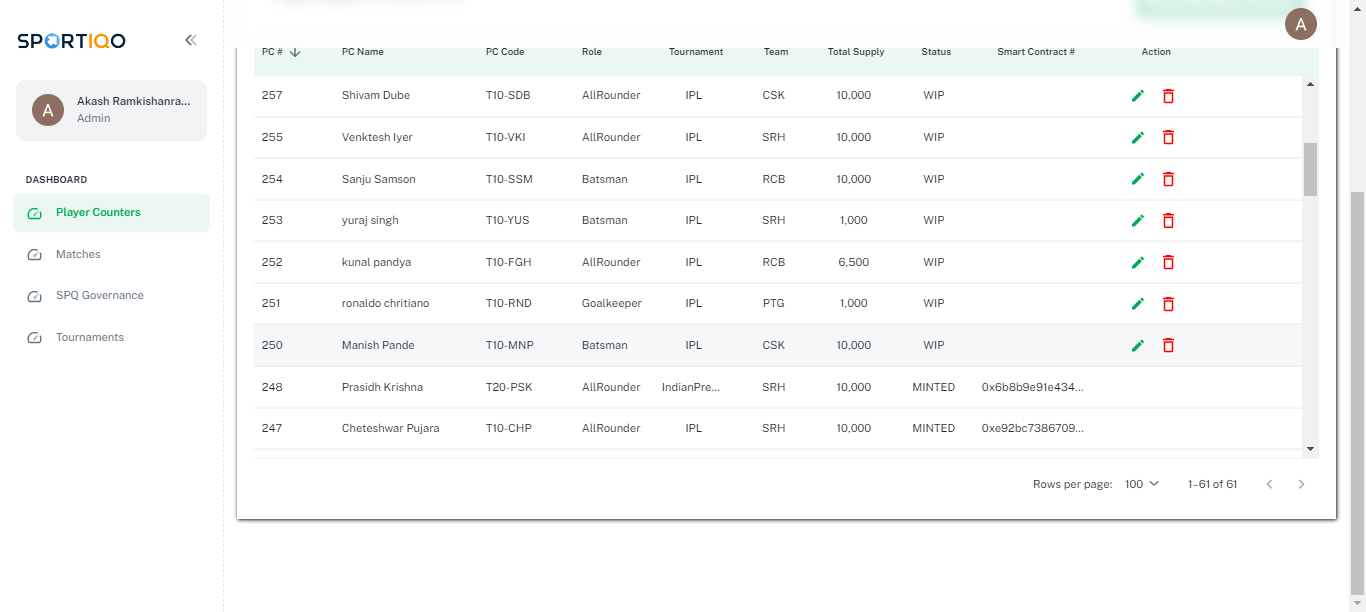 SPORTIQO
A
Akash Ramkishanra...
Admin
DASHBOARD
Player Counters
Matches
SPQ Governance
Tournaments
A
PC # PC Name PC Code Role Tournament Team Total Supply Status Smart Contract # Action
257 Shivam Dube T10-SDB AllRounder IPL CSK 10,000 WIP
255 Venktesh Iyer T10-VKI AllRounder IPL SRH 10,000 WIP
254 Sanju Samson T10-SSM Batsman IPL RCB 10,000 WIP
253 yuraj singh T10-YUS Batsman IPL SRH 1,000 WIP
252 kunal pandya T10-FGH AllRounder IPL RCB 6,500 WIP
251 ronaldo chritiano T10-RND Goalkeeper IPL PTG 1,000 WIP
250 Manish Pande T10-MNP Batsman IPL CSK 10,000 WIP
248 Prasidh Krishna T20-PSK AllRounder IndianPre... SRH 10,000 MINTED 0x6b8b9e91e434...
247 Cheteshwar Pujara T10-CHP AllRounder IPL SRH 10,000 MINTED 0xe92bc7386709...
Rows per page: 100 1–61 of 61